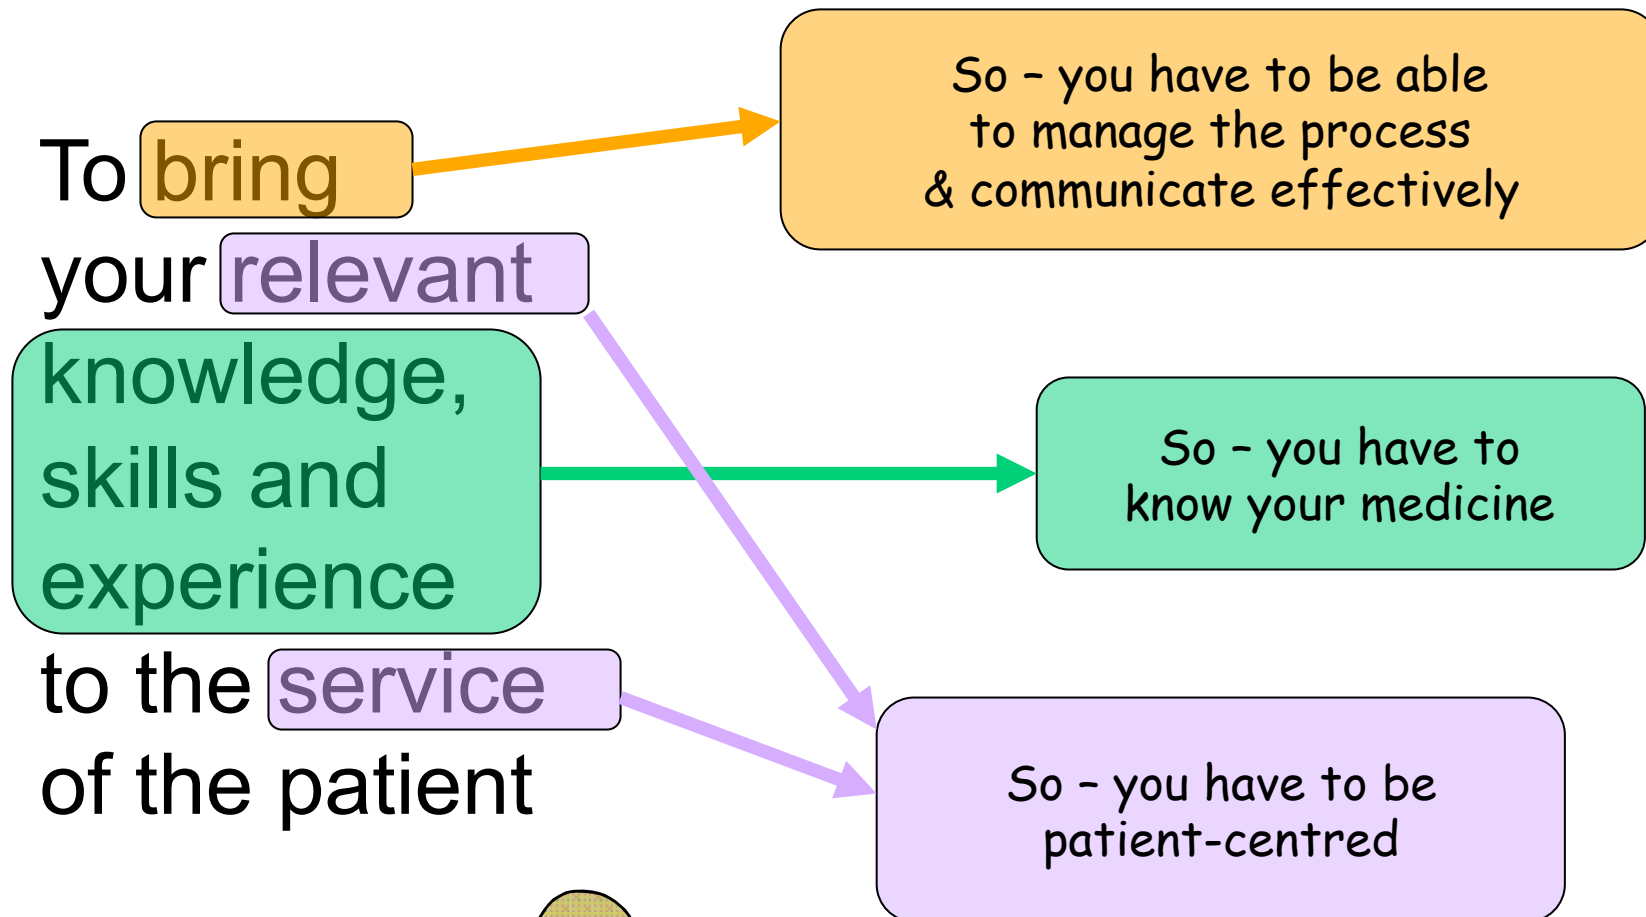 To bring
your relevant
knowledge,
skills and
experience
to the service
of the patient
So – you have to be able
to manage the process
& communicate effectively
So – you have to
know your medicine
So – you have to be
patient-centred